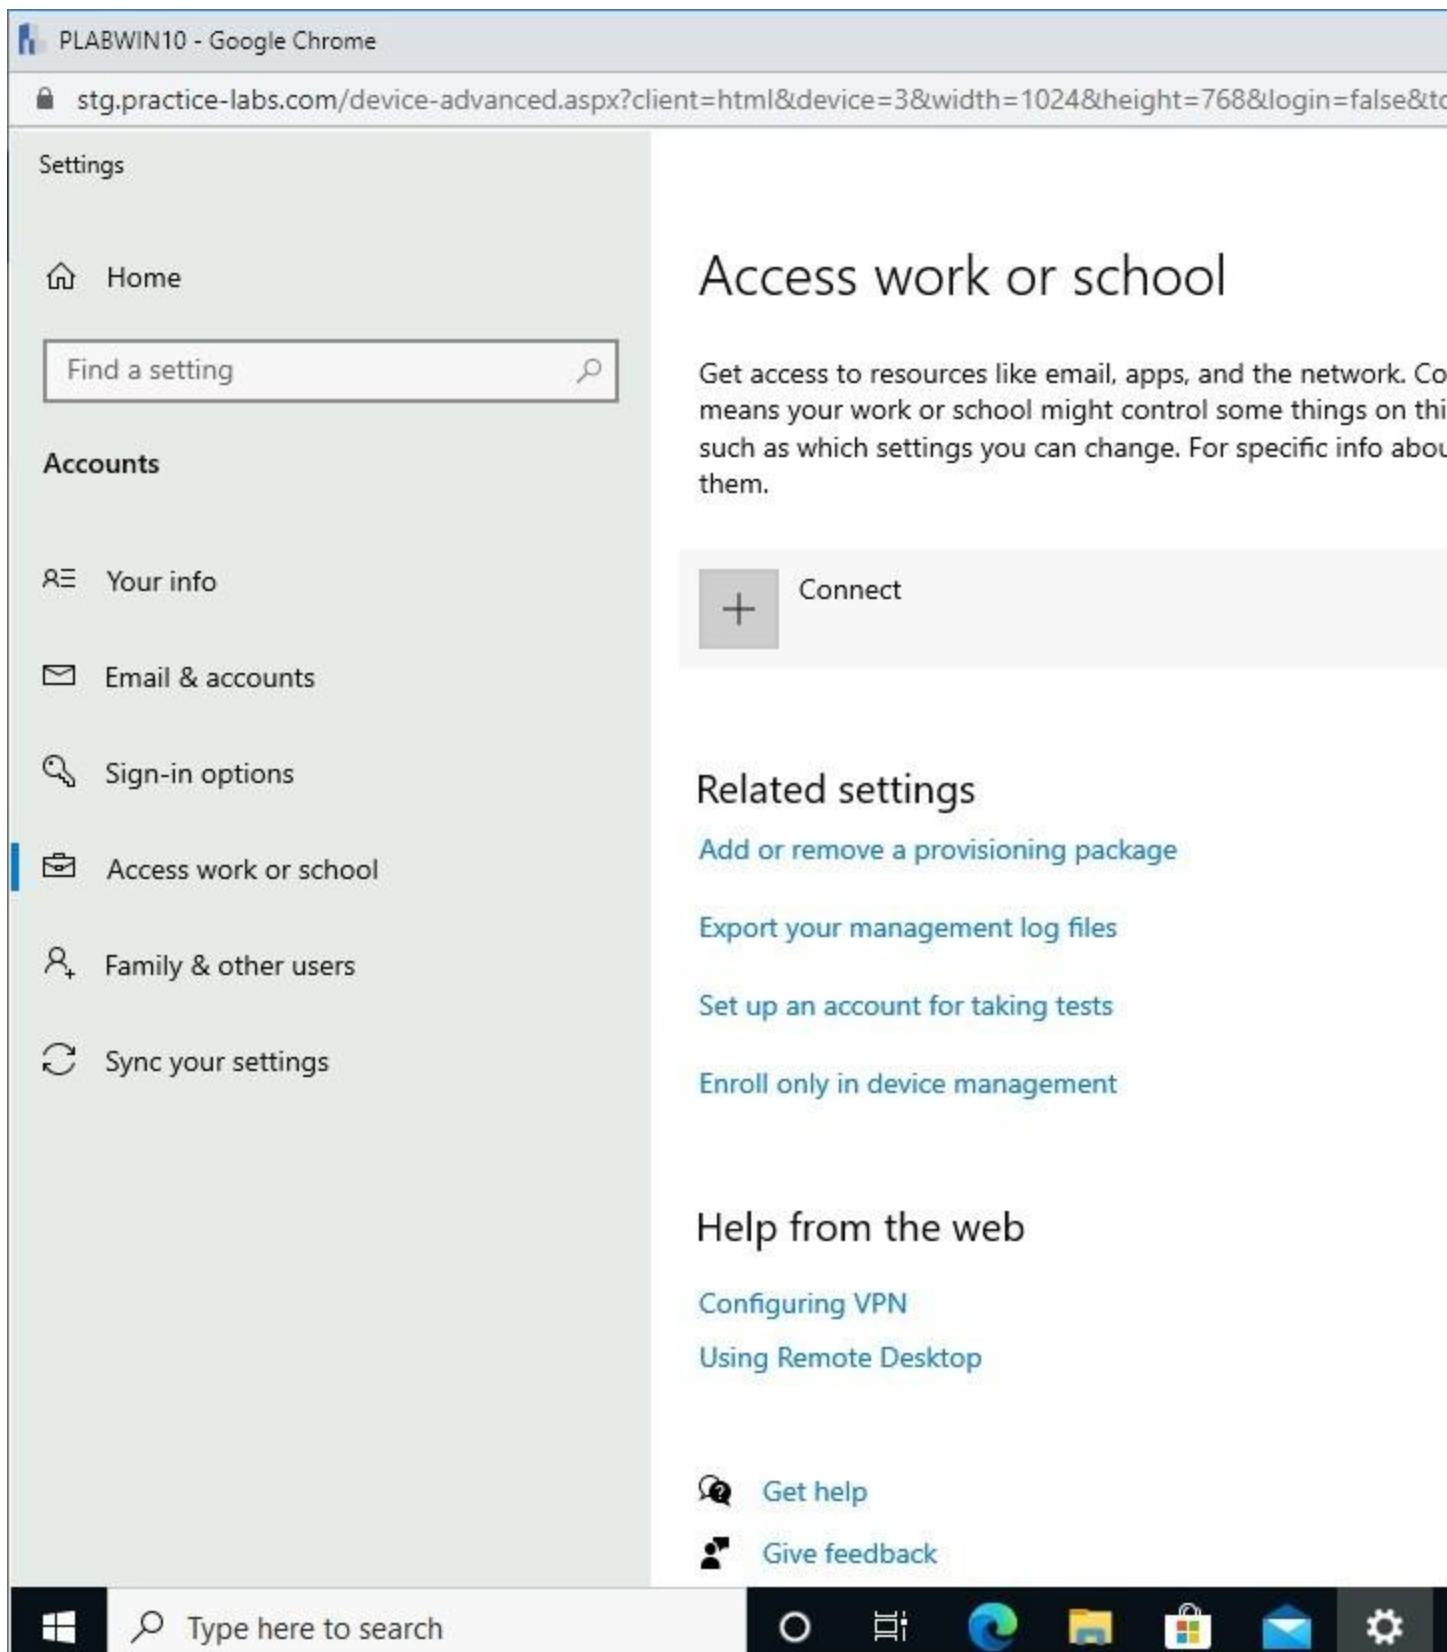 PLABWIN10 - Google Chrome
stg.practice-labs.com/device-advanced.aspx?client=html&device=3&width=1024&height=768&login=false&to
Settings
Home
Find a setting
Accounts
Your info
Email & accounts
Sign-in options
Access work or school
Family & other users
Sync your settings
Access work or school
Get access to resources like email, apps, and the network. Co
means your work or school might control some things on thi
such as which settings you can change. For specific info abou
them.
Connect
Related settings
Add or remove a provisioning package
Export your management log files
Set up an account for taking tests
Enroll only in device management
Help from the web
Configuring VPN
Using Remote Desktop
Get help
Give feedback
Type here to search